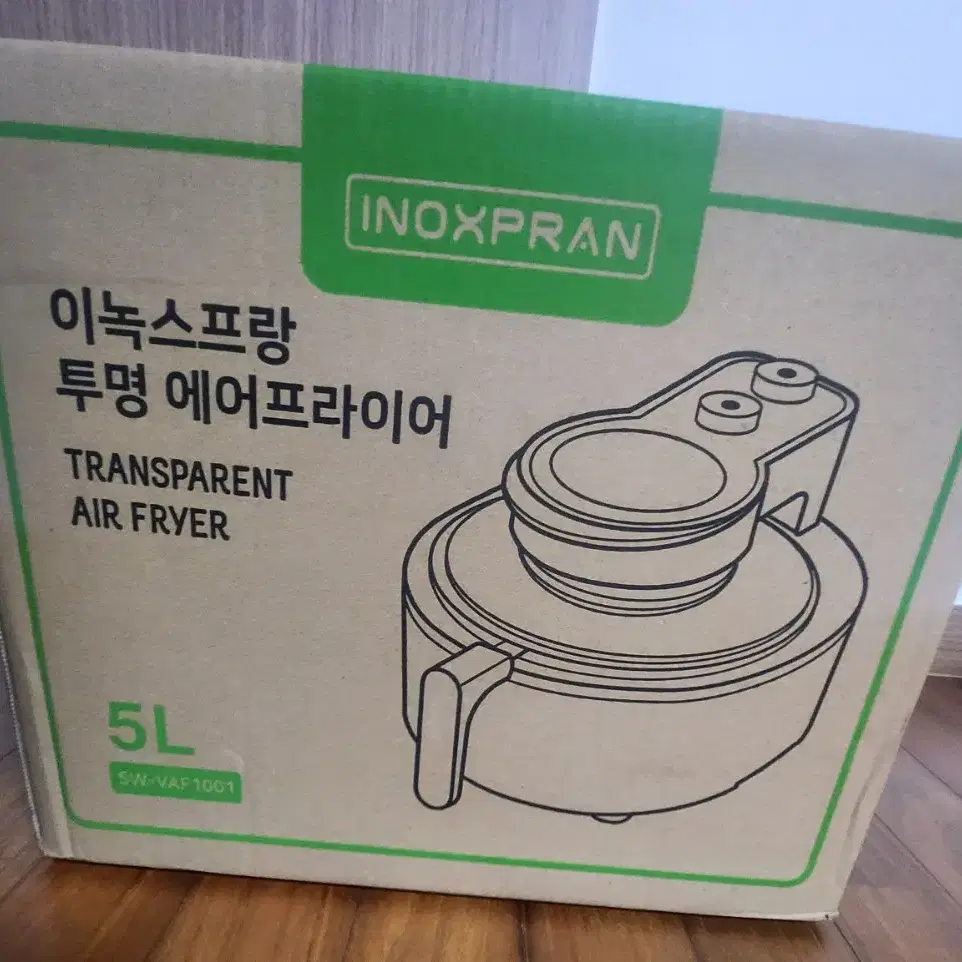 INOXPRAN
이녹스프랑
투명 에어프라이어
TRANSPARENT
AIR FRYER
5L
SW-VAF1001